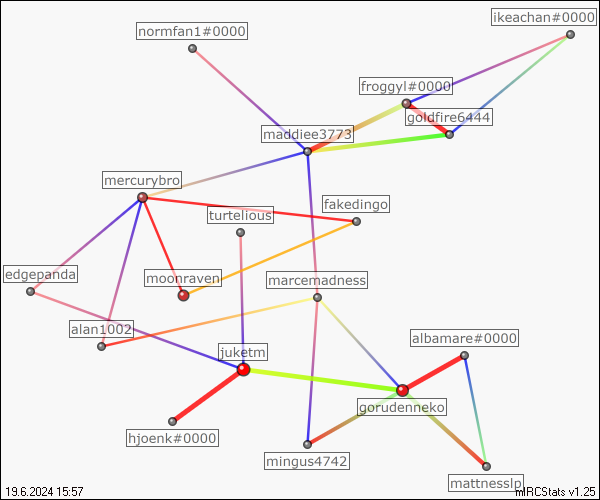 ikeachan#0000
normfan1#0000
froggyl#0000
goldfire6444
maddiee3773
mercurybro
fakedingo
turtelious
edgepanda
moonraven
marcemadness
alan1002
albamare#0000
juketm
gorudenneko
hjoenk#0000
mingus4742
mattnesslp
19.6.2024 15:57
mIRCStats v1.25